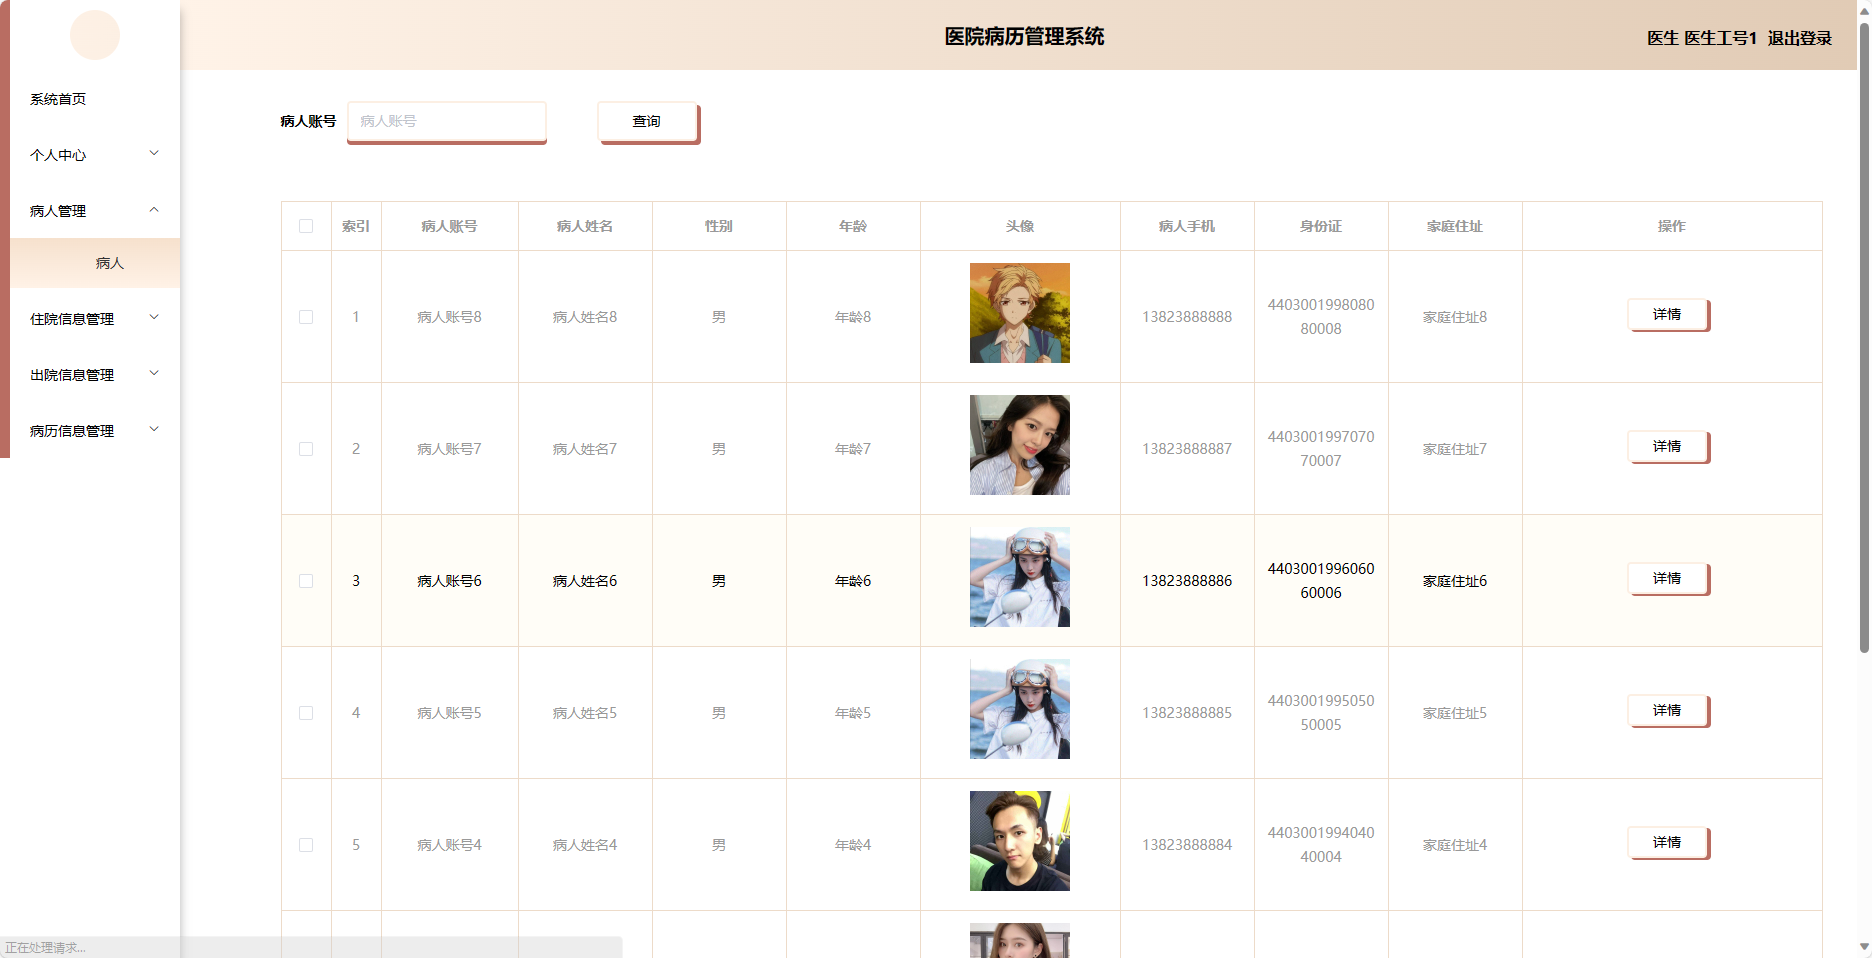 医院病历管理系统
医生 医生工号1 退出登录
系统首页
个人中心
病人管理
病人
住院信息管理
出院信息管理
病历信息管理
病人账号 病人账号 查询
索引 病人账号 病人姓名 性别 年龄 头像 病人手机 身份证 家庭住址 操作
1 病人账号8 病人姓名8 男 年龄8 13823888888 4403001998080 家庭住址8 详情
80008
2 病人账号7 病人姓名7 男 年龄7 13823888887 4403001997070 家庭住址7 详情
70007
3 病人账号6 病人姓名6 男 年龄6 13823888886 4403001996060 家庭住址6 详情
60006
4 病人账号5 病人姓名5 男 年龄5 13823888885 4403001995050 家庭住址5 详情
50005
5 病人账号4 病人姓名4 男 年龄4 13823888884 4403001994040 家庭住址4 详情
40004
正在处理请求...